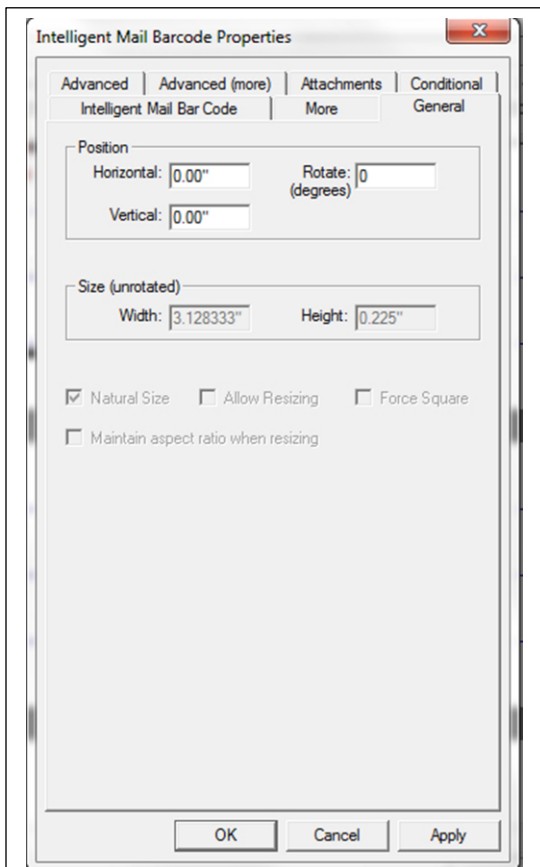 Intelligent Mail Barcode Properties
x
Advanced Advanced (more) Attachments Conditional
Intelligent Mail Bar Code More General
Position
Horizontal: 0.00" Rotate: 0
(degrees)
Vertical: 0.00"
Size (unrotated)
Width: 3.128333" Height: 0.225"
Natural Size Allow Resizing Force Square
Maintain aspect ratio when resizing
OK Cancel Apply